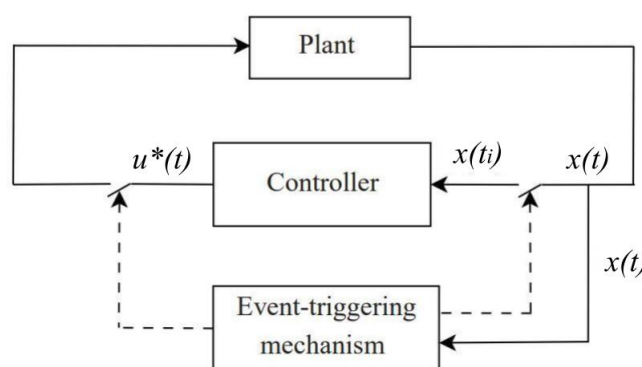 Plant
u*(t)
Controller
x(tᵢ)
x(t)
x(t)
Event-triggering
mechanism